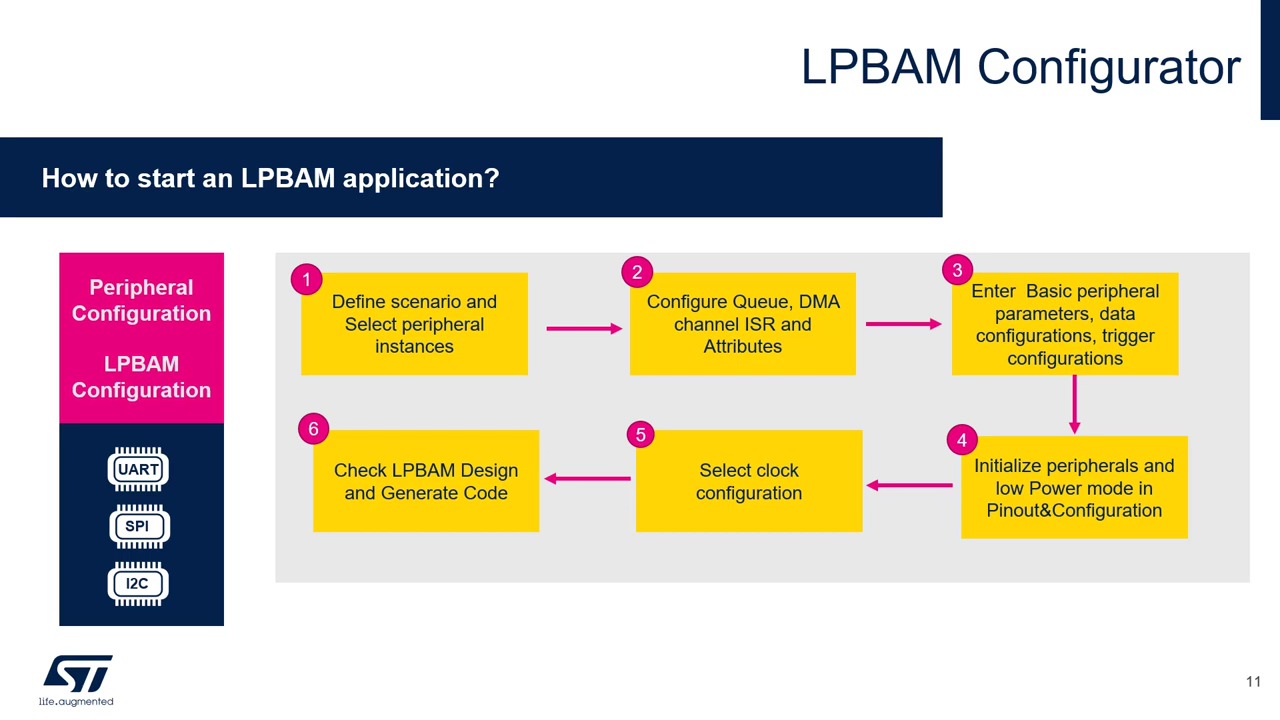 LPBAM Configurator
How to start an LPBAM application?
Peripheral
Configuration
LPBAM
Configuration
UART
SPI
I2C
1
Define scenario and
Select peripheral
instances
2
Configure Queue, DMA
channel ISR and
Attributes
3
Enter Basic peripheral
parameters, data
configurations, trigger
configurations
4
Initialize peripherals and
low Power mode in
Pinout&Configuration
5
Select clock
configuration
6
Check LPBAM Design
and Generate Code
ST
life.augmented
11